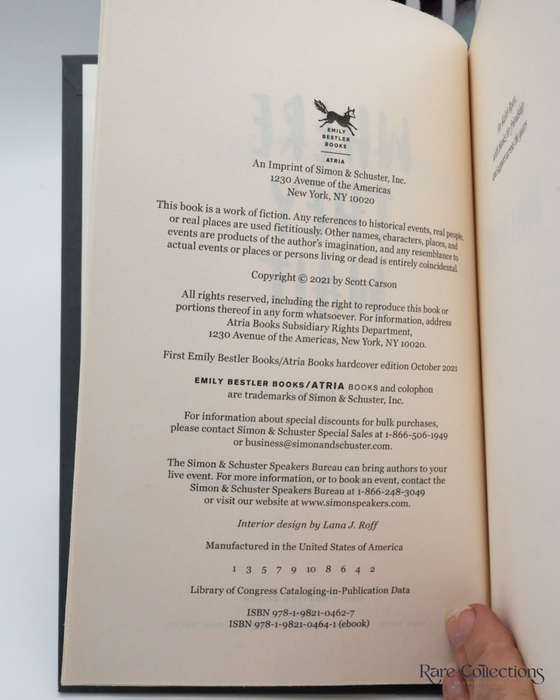 EMILY
BESTLER
BOOKS
ATRIA
An Imprint of Simon & Schuster, Inc.
1230 Avenue of the Americas
New York, NY 10020
This book is a work of fiction. Any references to historical events, real people,
or real places are used fictitiously. Other names, characters, places, and
events are products of the author's imagination, and any resemblance to
actual events or places or persons living or dead is entirely coincidental.
Copyright © 2021 by Scott Carson
All rights reserved, including the right to reproduce this book or
portions thereof in any form whatsoever. For information, address
Atria Books Subsidiary Rights Department,
1230 Avenue of the Americas, New York, NY 10020.
First Emily Bestler Books/Atria Books hardcover edition October 2021
EMILY BESTLER BOOKS/ATRIA BOOKS and colophon
are trademarks of Simon & Schuster, Inc.
For information about special discounts for bulk purchases,
please contact Simon & Schuster Special Sales at 1-866-506-1949
or business@simonandschuster.com.
The Simon & Schuster Speakers Bureau can bring authors to your
live event. For more information, or to book an event, contact the
Simon & Schuster Speakers Bureau at 1-866-248-3049
or visit our website at www.simonspeakers.com.
Interior design by Lana J. Roff
Manufactured in the United States of America
1 3 5 7 9 10 8 6 4 2
Library of Congress Cataloging-in-Publication Data
ISBN 978-1-9821-0462-7
ISBN 978-1-9821-0464-1 (ebook)
Rare Collections